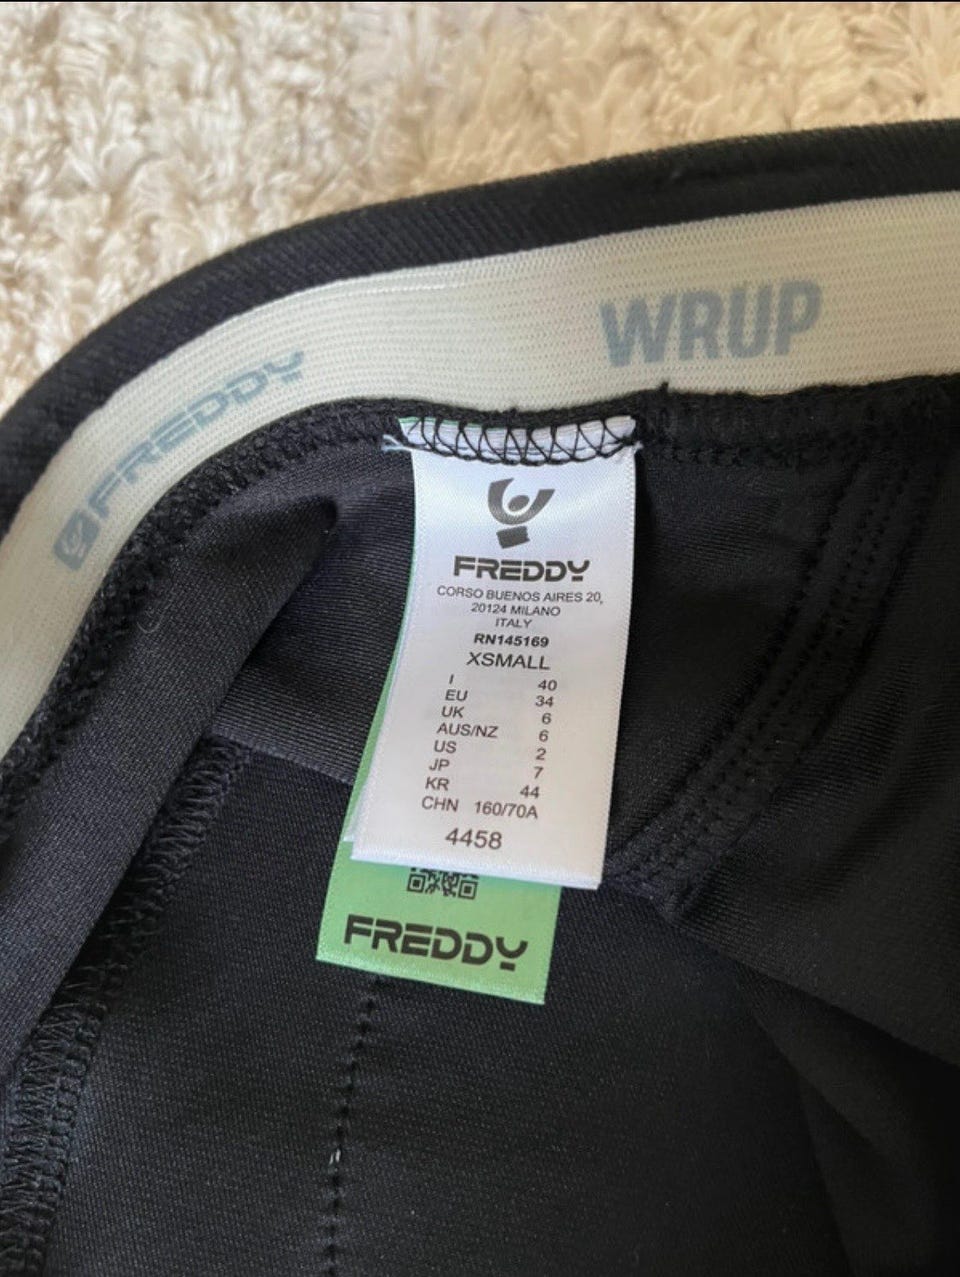 WRUP
FREDDY
FREDDY
CORSO BUENOS AIRES 20,
20124 MILANO
ITALY
RN145169
XSMALL
I 40
EU 34
UK 6
AUS/NZ 6
US 2
JP 7
KR 44
CHN 160/70A
4458
FREDDY